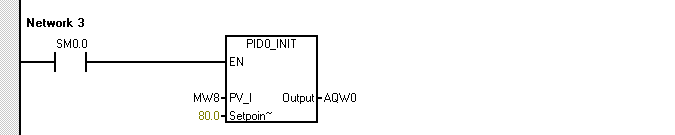 Network 3
SM0.0
PID0_INIT
EN
MW8 PV_I Output AQW0
80.0 Setpoin~